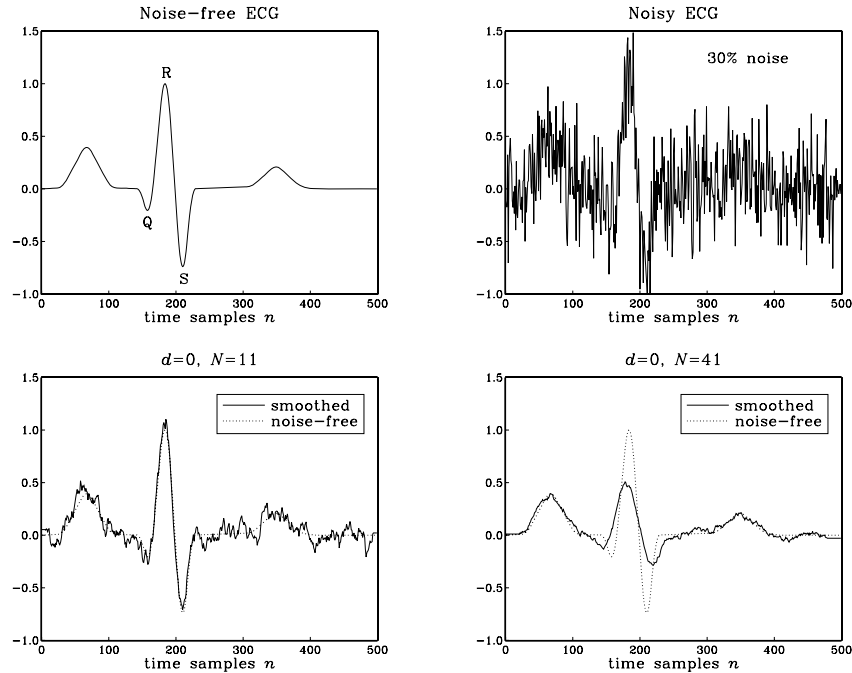 Noise−free ECG
1.5
1.0
0.5
0.0
−0.5
−1.0
R
Q
S
0 100 200 300 400 500
time samples n
Noisy ECG
30% noise
1.5
1.0
0.5
0.0
−0.5
−1.0
0 100 200 300 400 500
time samples n
d=0, N=11
smoothed
noise−free
1.5
1.0
0.5
0.0
−0.5
−1.0
0 100 200 300 400 500
time samples n
d=0, N=41
smoothed
noise−free
1.5
1.0
0.5
0.0
−0.5
−1.0
0 100 200 300 400 500
time samples n